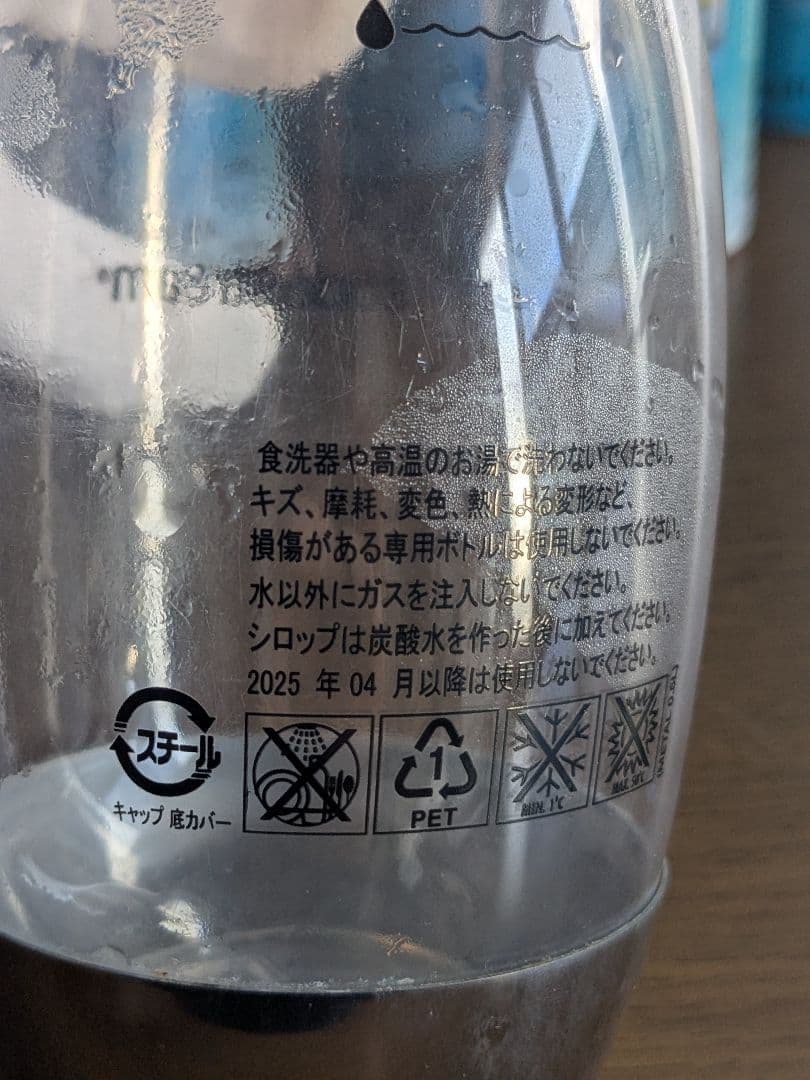 食洗器や高温のお湯で洗わないでください。
キズ、摩耗、変色、熱による変形など、
損傷がある専用ボトルは使用しないでください。
水以外にガスを注入しないでください。
シロップは炭酸水を作った後に加えてください。
2025 年 04 月以降は使用しないでください。
スチール
キャップ 底カバー
1
PET
MIN. 1°C
MAX. 50°C